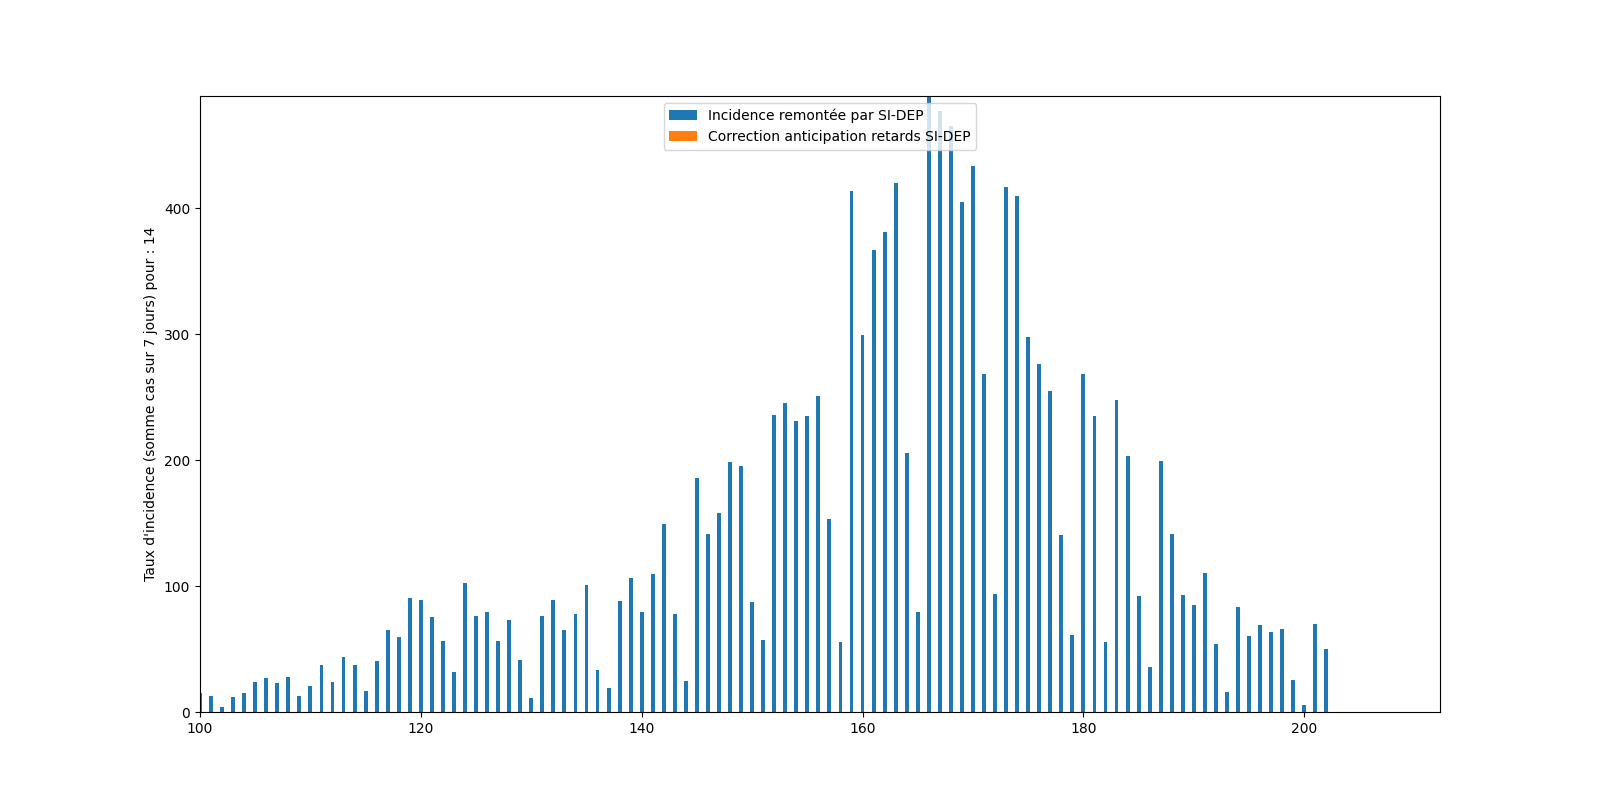 Incidence remontée par SI-DEP
Correction anticipation retards SI-DEP
Taux d'incidence (somme cas sur 7 jours) pour : 14
400
300
200
100
0
100 120 140 160 180 200